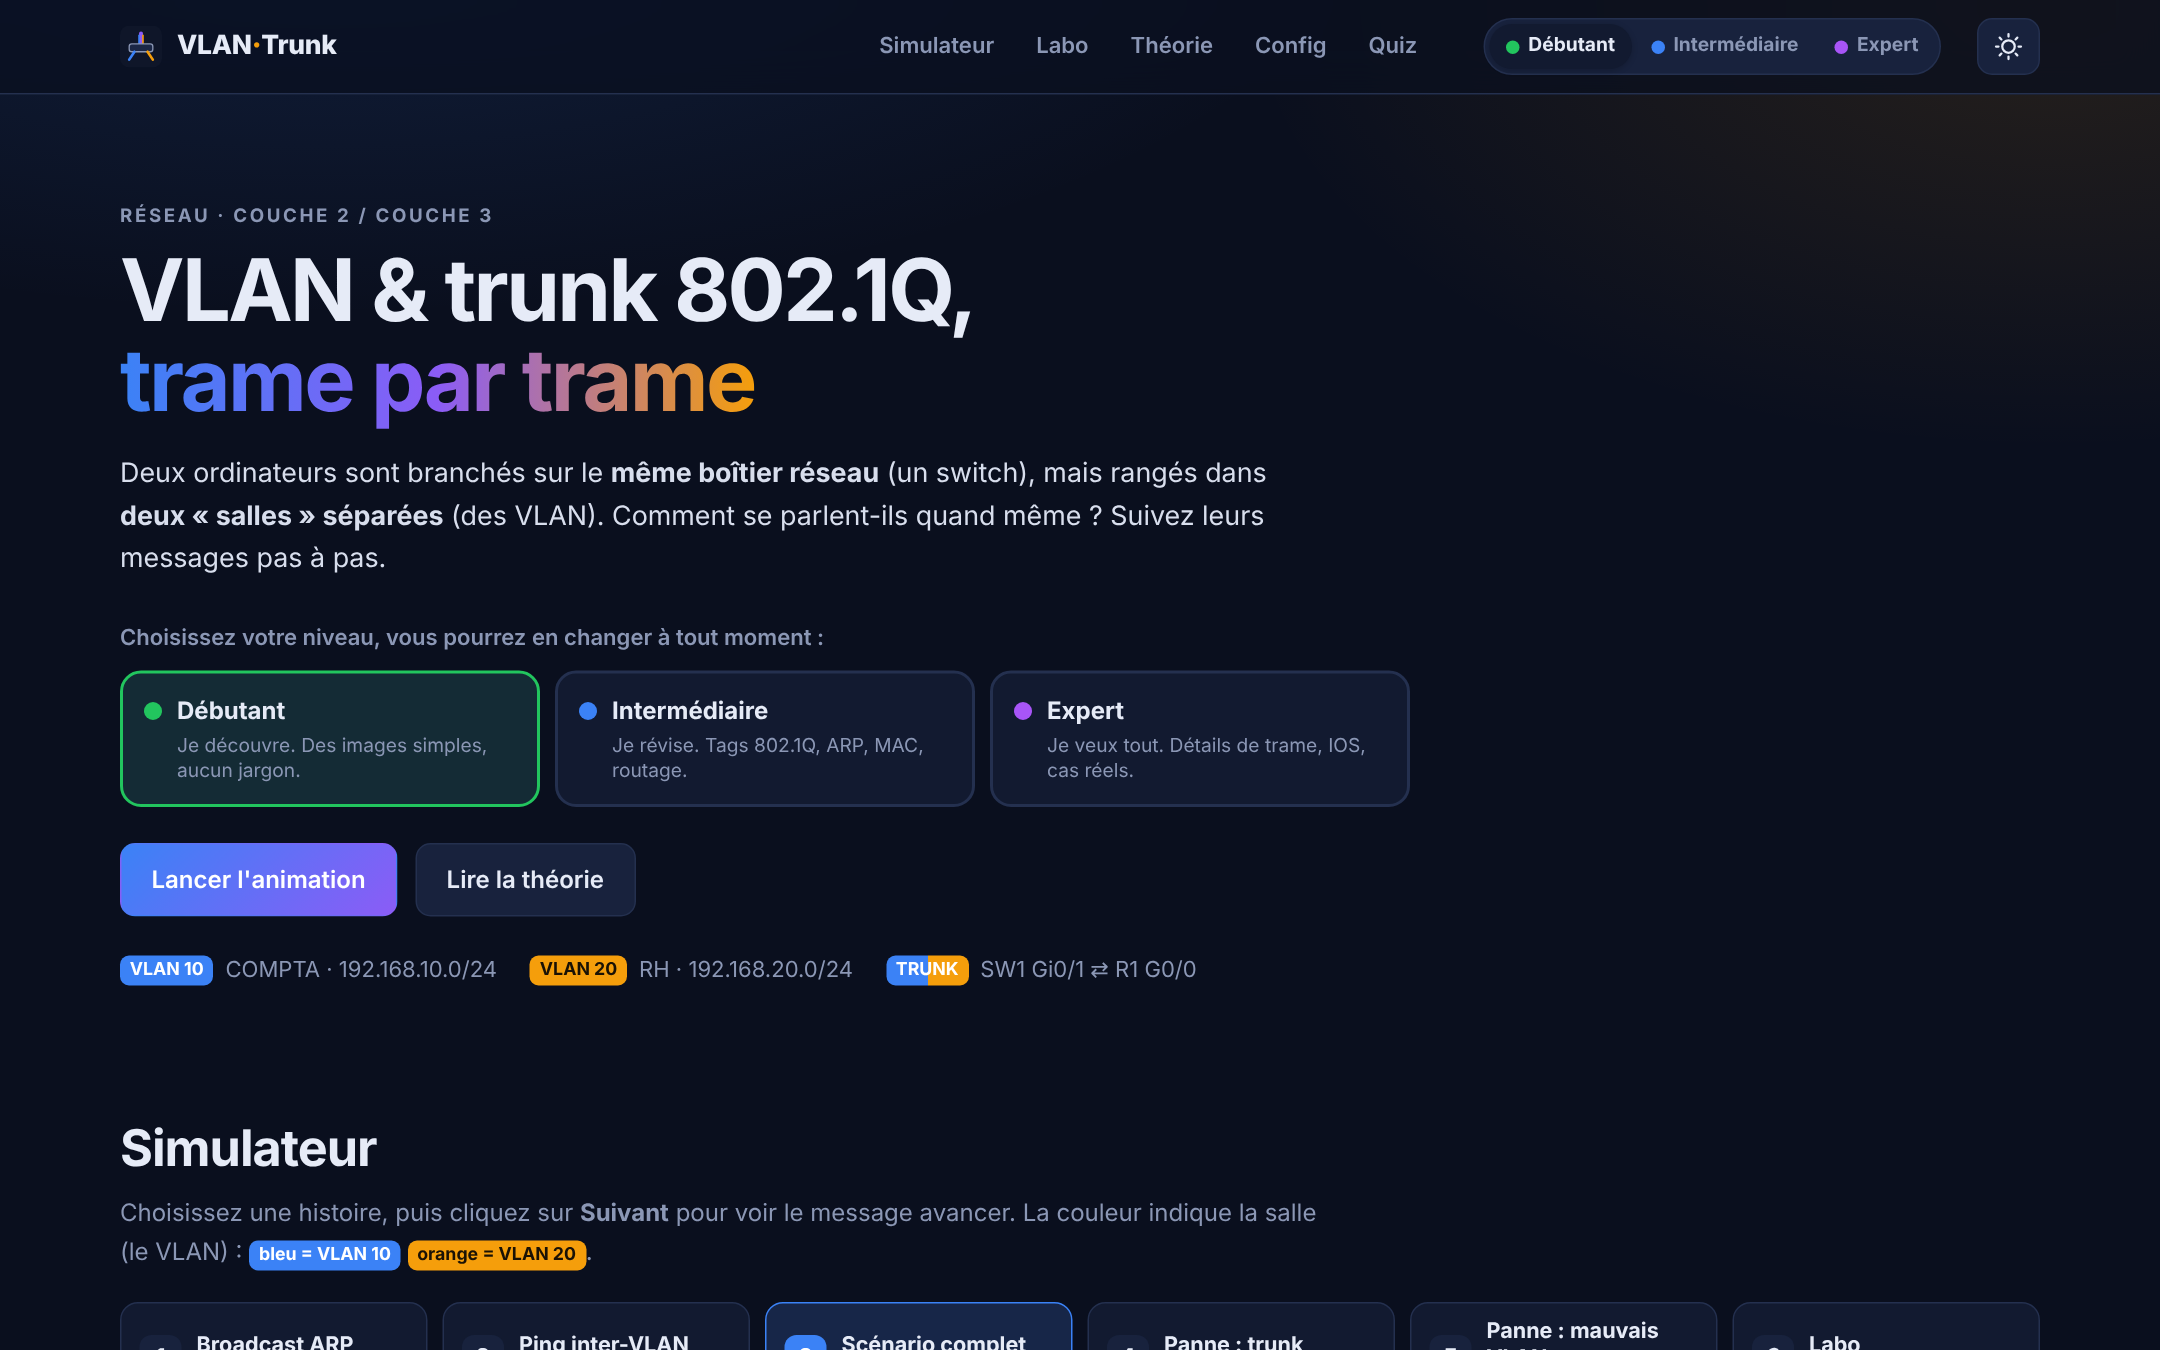 VLAN·Trunk
Simulateur
Labo
Théorie
Config
Quiz
Débutant
Intermédiaire
Expert
RÉSEAU · COUCHE 2 / COUCHE 3
VLAN & trunk 802.1Q,
trame par trame
Deux ordinateurs sont branchés sur le même boîtier réseau (un switch), mais rangés dans
deux « salles » séparées (des VLAN). Comment se parlent-ils quand même ? Suivez leurs
messages pas à pas.
Choisissez votre niveau, vous pourrez en changer à tout moment :
Débutant
Je découvre. Des images simples,
aucun jargon.
Intermédiaire
Je révise. Tags 802.1Q, ARP, MAC,
routage.
Expert
Je veux tout. Détails de trame, IOS,
cas réels.
Lancer l'animation
Lire la théorie
VLAN 10 COMPTA · 192.168.10.0/24
VLAN 20 RH · 192.168.20.0/24
TRUNK SW1 Gi0/1 ⇄ R1 G0/0
Simulateur
Choisissez une histoire, puis cliquez sur Suivant pour voir le message avancer. La couleur indique la salle
(le VLAN) : bleu = VLAN 10 orange = VLAN 20.
Broadcast ARP
Ping inter-VLAN
Scénario complet
Panne : trunk
Panne : mauvais
Labo